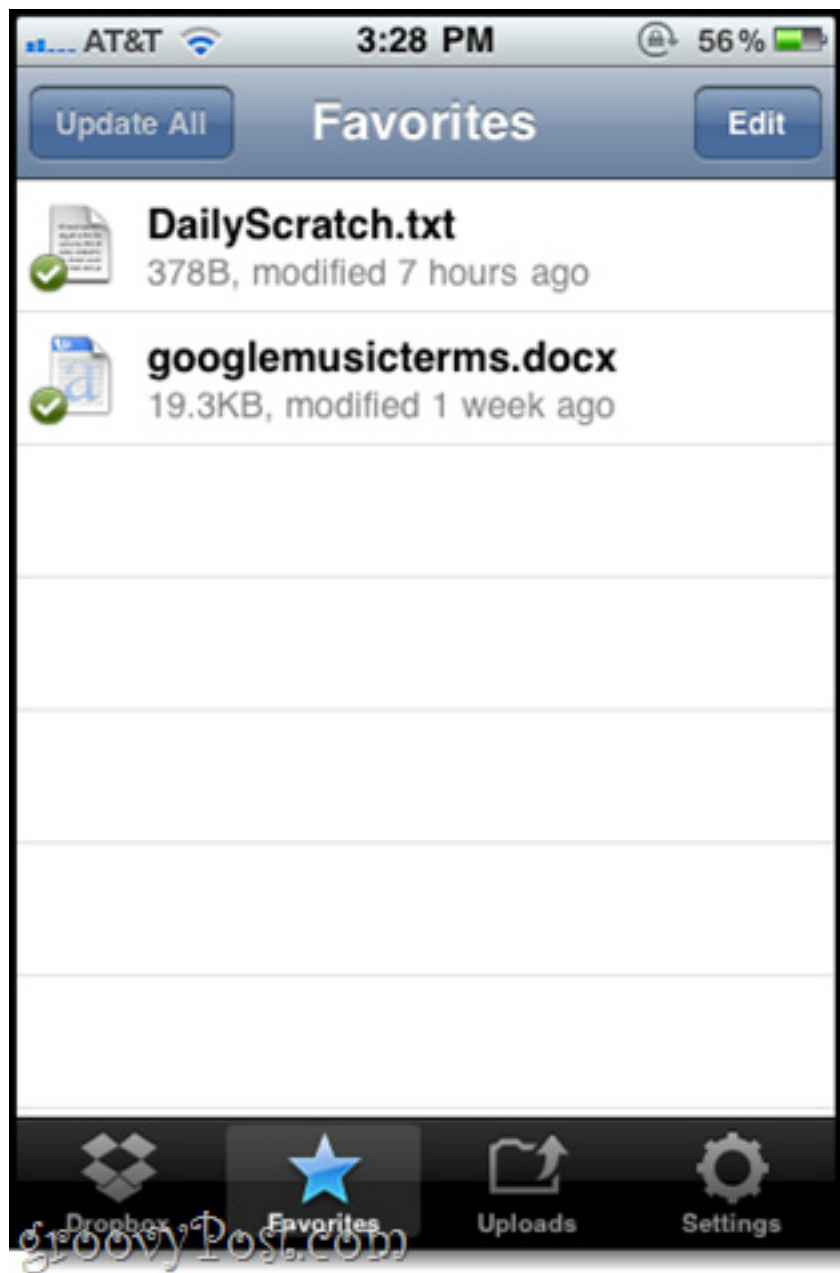 AT&T 3:28 PM 56%
Update All Favorites Edit
DailyScratch.txt
378B, modified 7 hours ago
googlemusicterms.docx
19.3KB, modified 1 week ago
Dropbox Favorites Uploads Settings
groovyPost.com